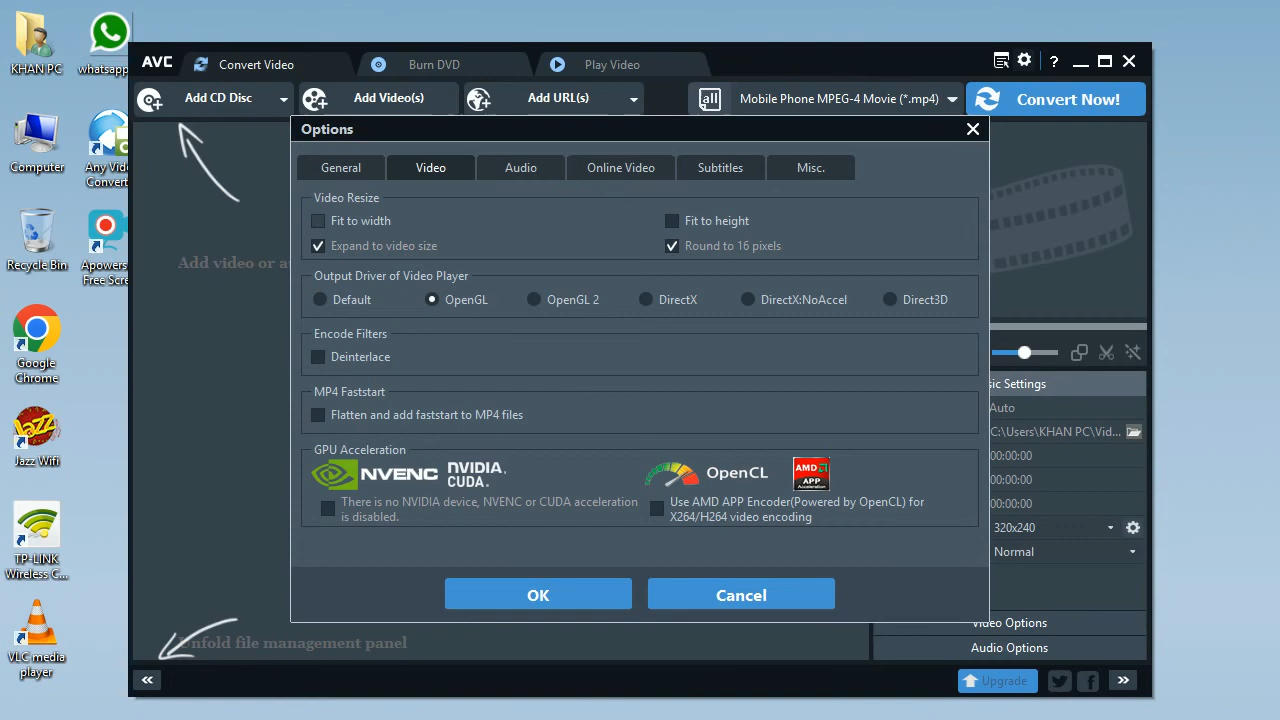 KHAN PC
whatsapp
Computer
Any Vide
Convert
Recycle Bin
Apowers
Free Scre
Google
Chrome
Jazz Wifi
TP-LINK
Wireless C...
VLC media
player
AVC
Convert Video
Burn DVD
Play Video
?
Add CD Disc
Add Video(s)
Add URL(s)
all
Mobile Phone MPEG-4 Movie (*.mp4)
Convert Now!
Add video or au
Options
General
Video
Audio
Online Video
Subtitles
Misc.
Video Resize
Fit to width
Fit to height
Expand to video size
Round to 16 pixels
Output Driver of Video Player
Default
OpenGL
OpenGL 2
DirectX
DirectX:NoAccel
Direct3D
Encode Filters
Deinterlace
MP4 Faststart
Flatten and add faststart to MP4 files
GPU Acceleration
NVENC
NVIDIA.
CUDA.
OpenCL
AMD
APP
Acceleration
There is no NVIDIA device, NVENC or CUDA acceleration
is disabled.
Use AMD APP Encoder(Powered by OpenCL) for
X264/H264 video encoding
OK
Cancel
sic Settings
Auto
C:\Users\KHAN PC\Vid...
00:00:00
00:00:00
00:00:00
320x240
Normal
Video Options
Audio Options
Unfold file management panel
Upgrade